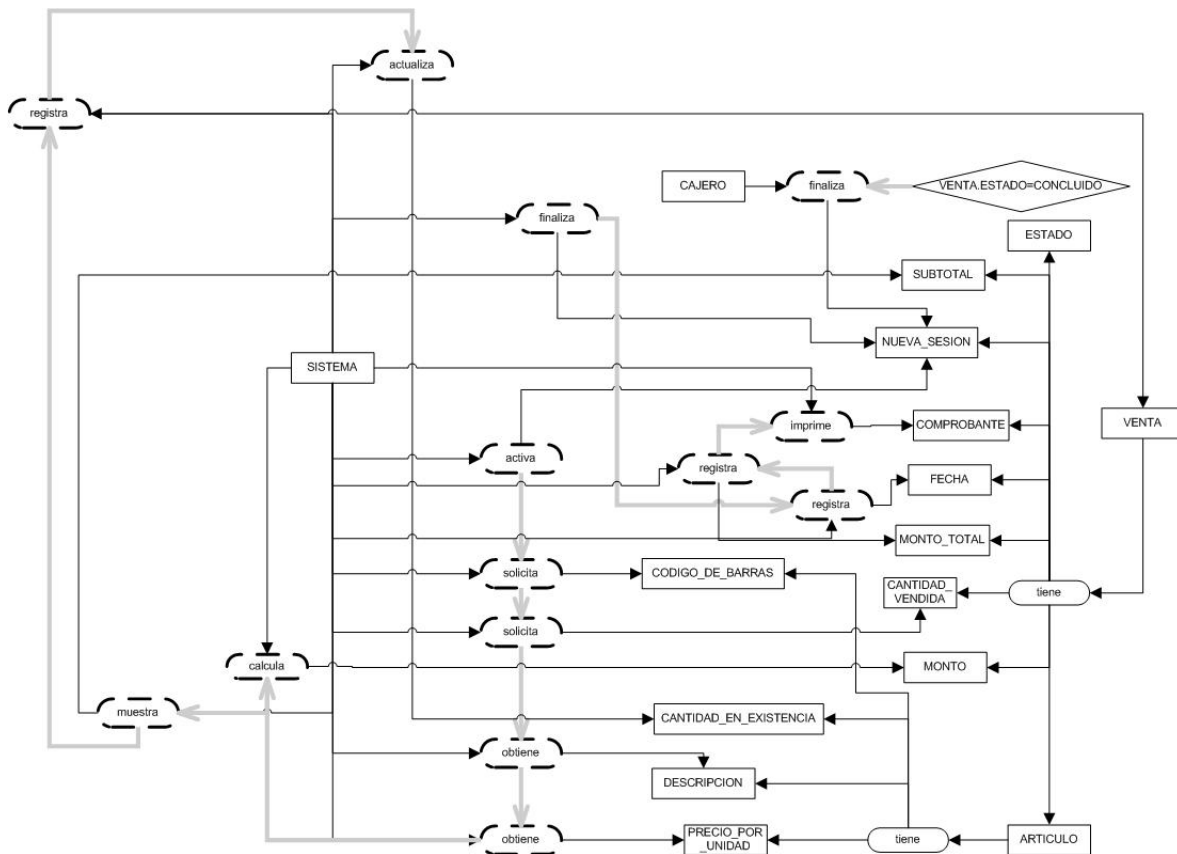 actualiza
registra
CAJERO
finaliza
VENTA.ESTADO=CONCLUIDO
finaliza
ESTADO
SUBTOTAL
NUEVA_SESION
SISTEMA
imprime
COMPROBANTE
VENTA
activa
registra
FECHA
registra
MONTO_TOTAL
solicita
CODIGO_DE_BARRAS
CANTIDAD_
VENDIDA
tiene
solicita
calcula
MONTO
muestra
CANTIDAD_EN_EXISTENCIA
obtiene
DESCRIPCION
obtiene
PRECIO_POR
_UNIDAD
tiene
ARTICULO